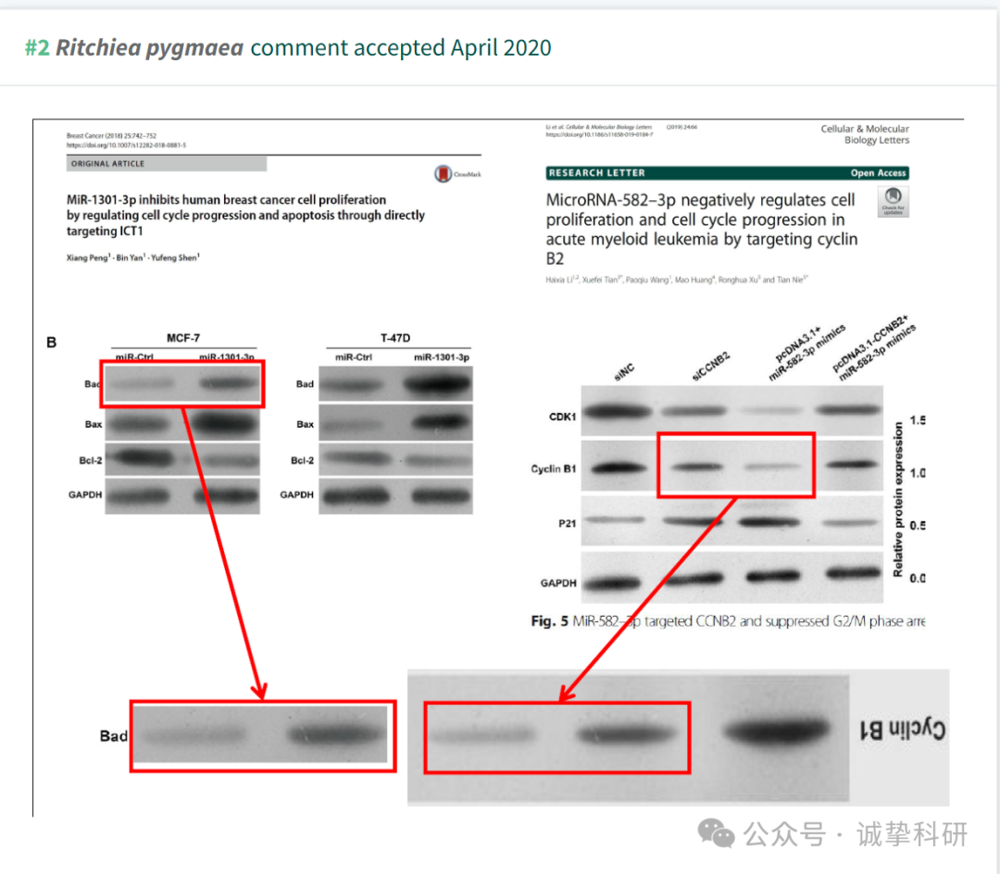 #2 Ritchiea pygmaea comment accepted April 2020
Breast Cancer (2018) 25:742–752
https://doi.org/10.1007/s12282-018-0881-5
ORIGINAL ARTICLE
CrossMark
MiR-1301-3p inhibits human breast cancer cell proliferation
by regulating cell cycle progression and apoptosis through directly
targeting ICT1
Xiang Peng1 · Bin Yan1 · Yufeng Shen1
Li et al. Cellular & Molecular Biology Letters (2019) 24:66
https://doi.org/10.1186/s11658-019-0184-7
Cellular & Molecular
Biology Letters
RESEARCH LETTER
Open Access
MicroRNA-582–3p negatively regulates cell
proliferation and cell cycle progression in
acute myeloid leukemia by targeting cyclin
B2
Check for
updates
Haixia Li1,2, Xuefei Tian3*, Paoqiu Wang1, Mao Huang4, Ronghua Xu5 and Tian Nie5*
B
MCF-7
miR-Ctrl miR-1301-3p
Bad
Bax
Bcl-2
GAPDH
T-47D
miR-Ctrl miR-1301-3p
Bad
Bax
Bcl-2
GAPDH
siNC
siCCNB2
pcDNA3.1+
miR-582-3p mimics
pcDNA3.1-CCNB2+
miR-582-3p mimics
CDK1
Cyclin B1
P21
GAPDH
Relative protein expression
1.5
1.0
0.5
0.0
Fig. 5 MiR-582–3p targeted CCNB2 and suppressed G2/M phase arre
Bad
Cyclin B1
公众号 · 诚挚科研